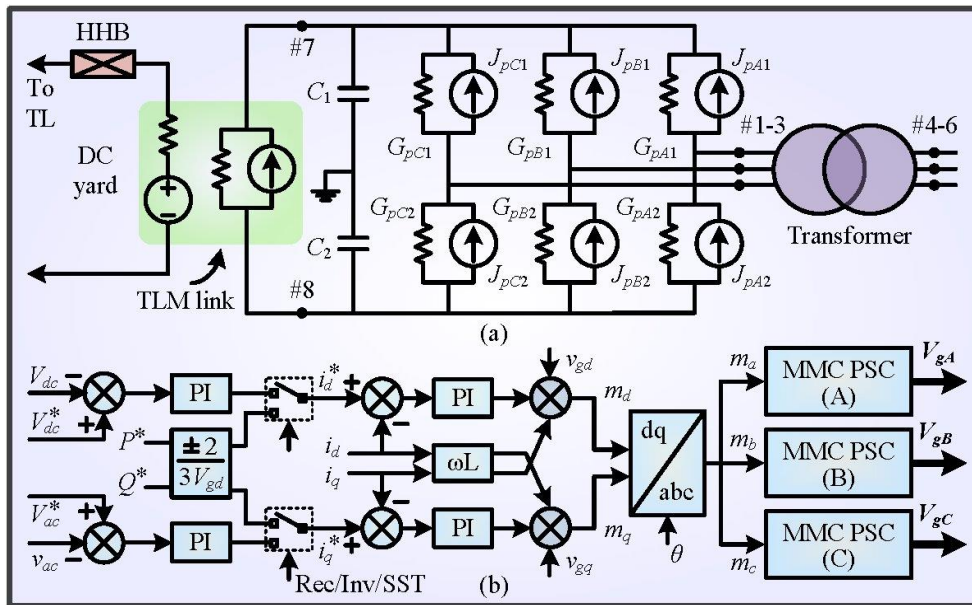 HHB
To
TL
DC
yard
TLM link
#7
#8
C1
C2
JpC1
JpB1
JpA1
GpC1
GpB1
GpA1
GpC2
GpB2
GpA2
JpC2
JpB2
JpA2
#1-3
#4-6
Transformer
(a)
Vdc
V*dc
P*
Q*
V*ac
vac
PI
± 2
3Vgd
PI
id*
iq*
id
iq
Rec/Inv/SST
PI
ωL
PI
vgd
vgq
md
mq
dq
abc
θ
ma
mb
mc
MMC PSC
(A)
MMC PSC
(B)
MMC PSC
(C)
VgA
VgB
VgC
(b)